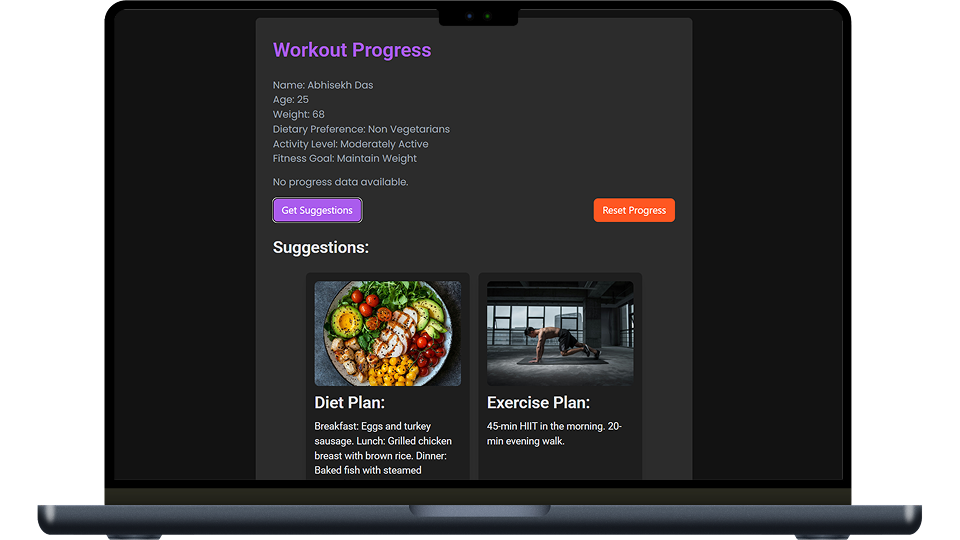 Workout Progress
Name: Abhisekh Das
Age: 25
Weight: 68
Dietary Preference: Non Vegetarians
Activity Level: Moderately Active
Fitness Goal: Maintain Weight
No progress data available.
Get Suggestions
Reset Progress
Suggestions:
Diet Plan:
Breakfast: Eggs and turkey
sausage. Lunch: Grilled chicken
breast with brown rice. Dinner:
Baked fish with steamed
Exercise Plan:
45-min HIIT in the morning. 20-
min evening walk.